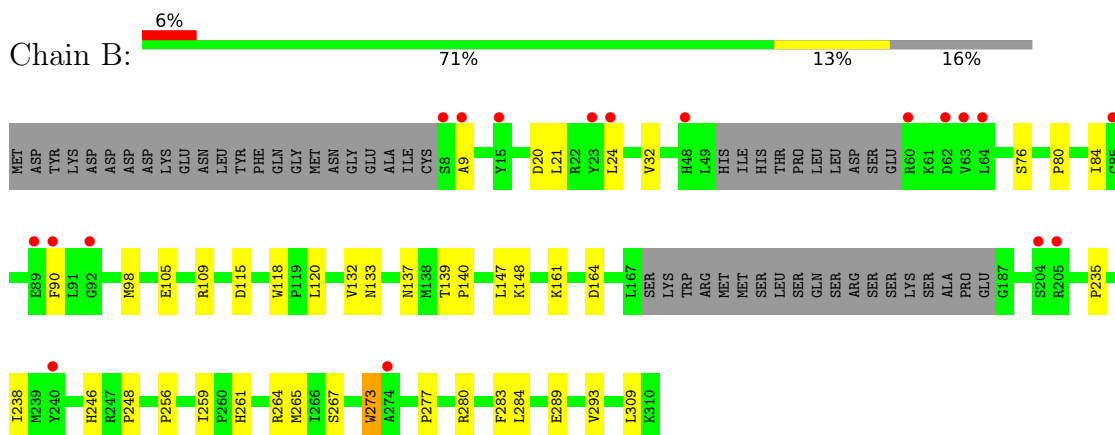 6%
Chain B:
71% 13% 16%
MET ASP TYR LYS ASP ASP ASP ASP LYS GLU ASN LEU TYR PHE GLN GLY MET ASN GLY GLU ALA ILE CYS S8 A9 Y15 D20 L21 R22 Y23 L24 V32 H48 L49 HIS ILE HIS THR PRO LEU LEU ASP SER GLU R60 K61 D62 V63 L64 S76 P80 I84 G85
E89 F90 L91 G92 M98 E105 R109 D115 W118 P119 L120 V132 N133 N137 M138 T139 P140 L147 K148 K161 D164 L167 SER LYS TRP ARG MET MET SER LEU SER GLN SER ARG SER SER LYS SER ALA PRO GLU G187 S204 R205 P235
I238 M239 Y240 H246 R247 P248 P256 I259 P260 H261 R264 M265 I266 S267 W273 A274 P277 R280 F283 L284 E289 V293 L309 K310